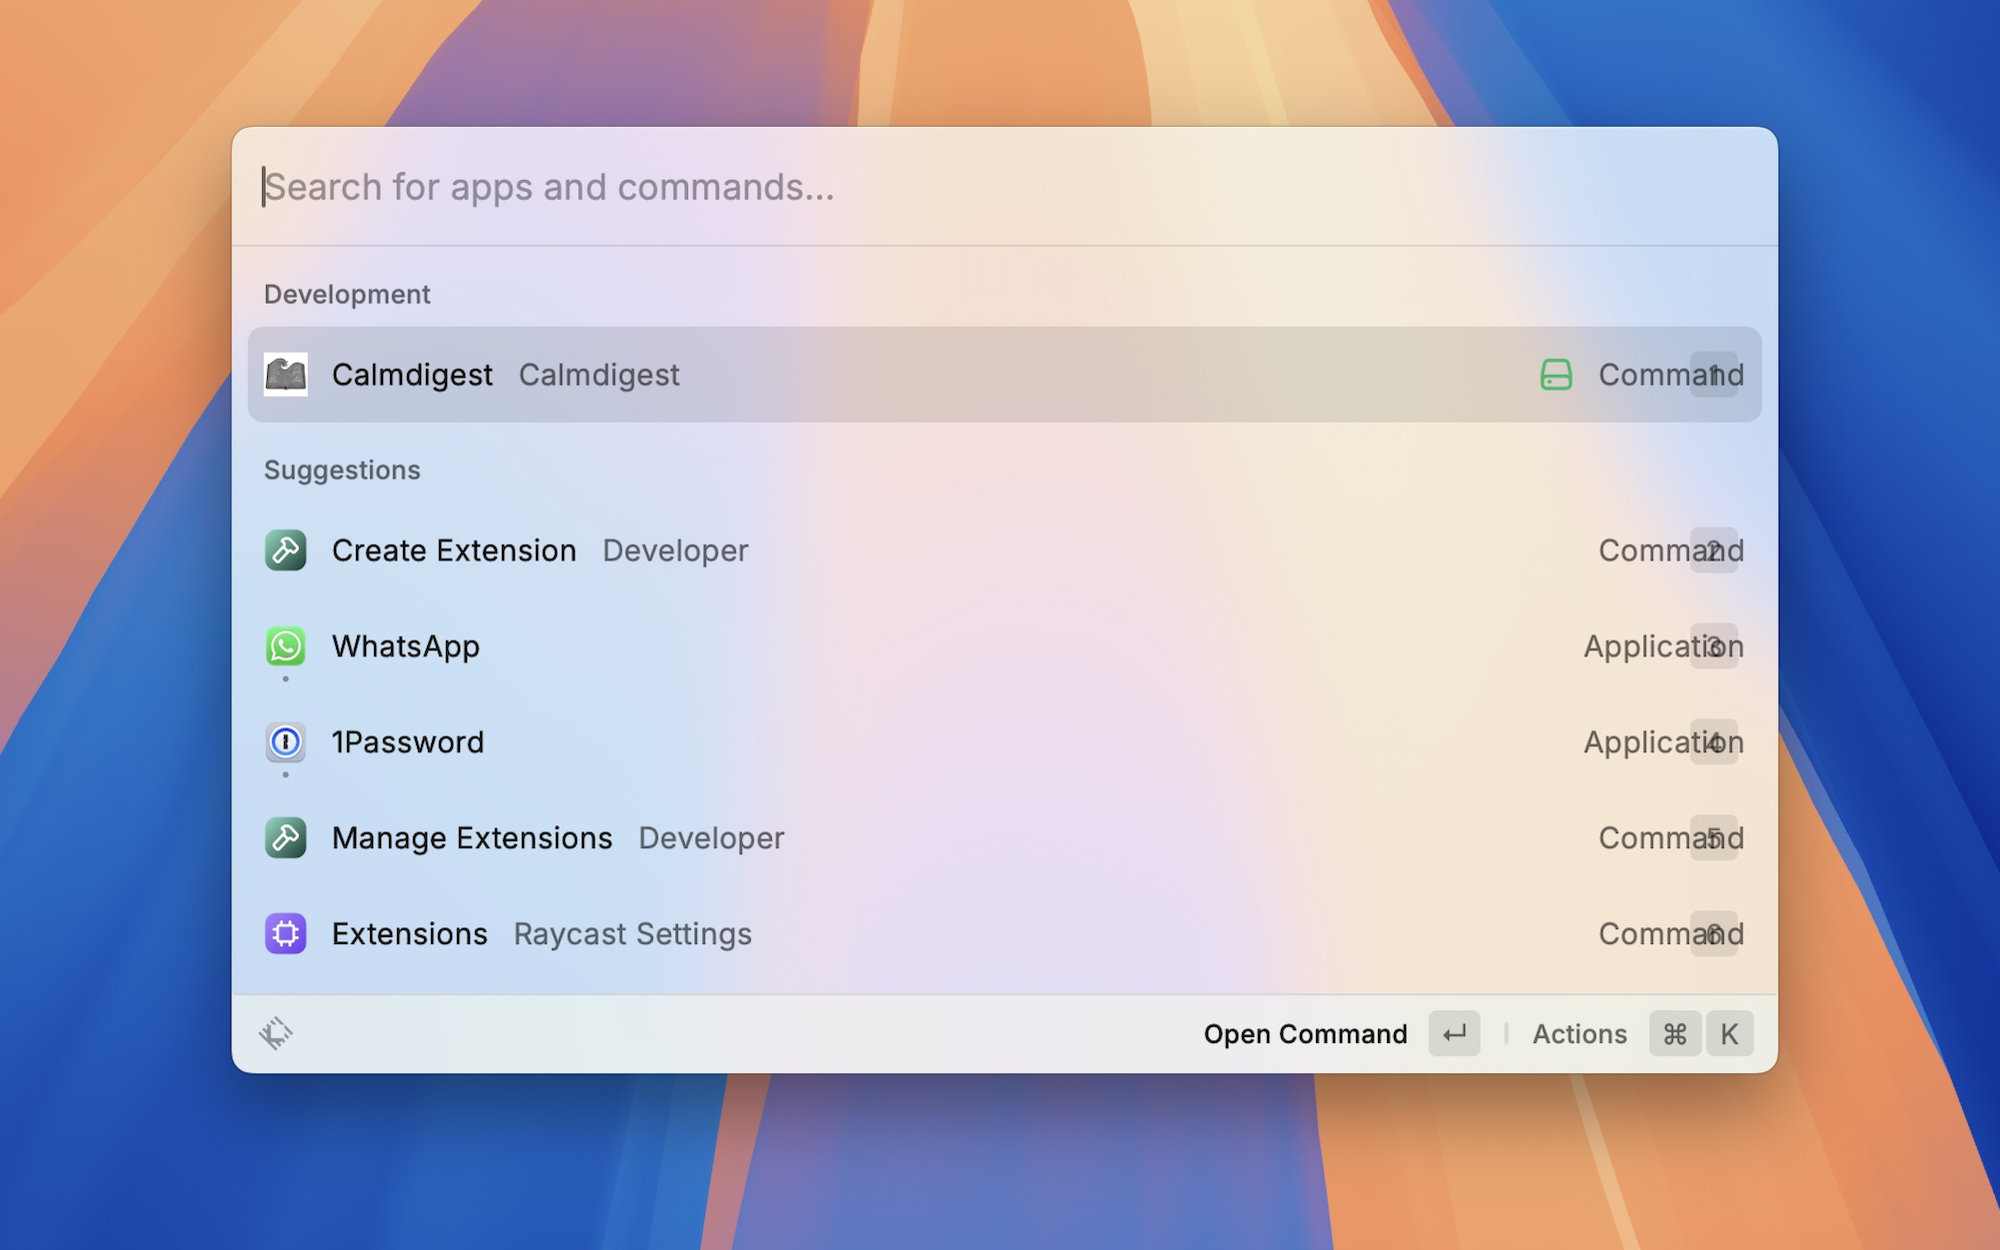 Search for apps and commands...
Development
Calmdigest Calmdigest Command 1
Suggestions
Create Extension Developer Command 2
WhatsApp Application 3
1Password Application 4
Manage Extensions Developer Command 5
Extensions Raycast Settings Command 6
Open Command ↵ Actions ⌘ K